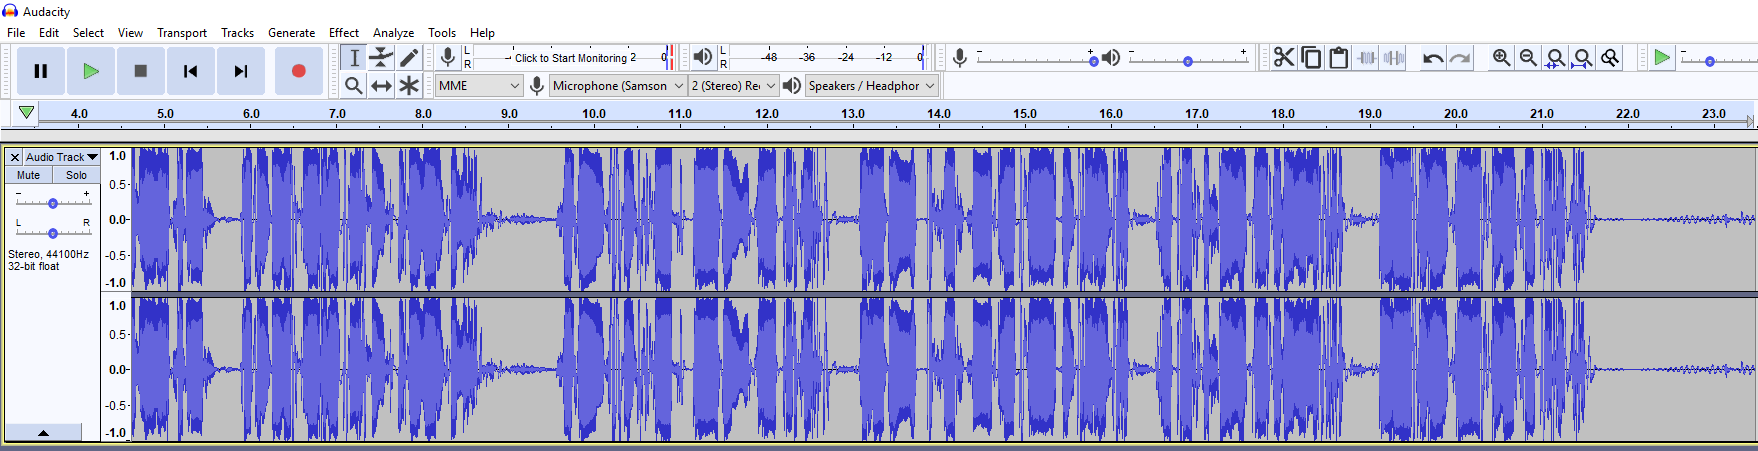 Audacity
File Edit Select View Transport Tracks Generate Effect Analyze Tools Help
L
R
Click to Start Monitoring 2 0
L
R
-48 -36 -24 -12 0
- +
- +
-
MME
Microphone (Samson
2 (Stereo) Re
Speakers / Headphor
4.0 5.0 6.0 7.0 8.0 9.0 10.0 11.0 12.0 13.0 14.0 15.0 16.0 17.0 18.0 19.0 20.0 21.0 22.0 23.0
Audio Track
Mute Solo
- +
L R
Stereo, 44100Hz
32-bit float
1.0
0.5-
0.0-
-0.5-
-1.0
1.0
0.5-
0.0-
-0.5-
-1.0